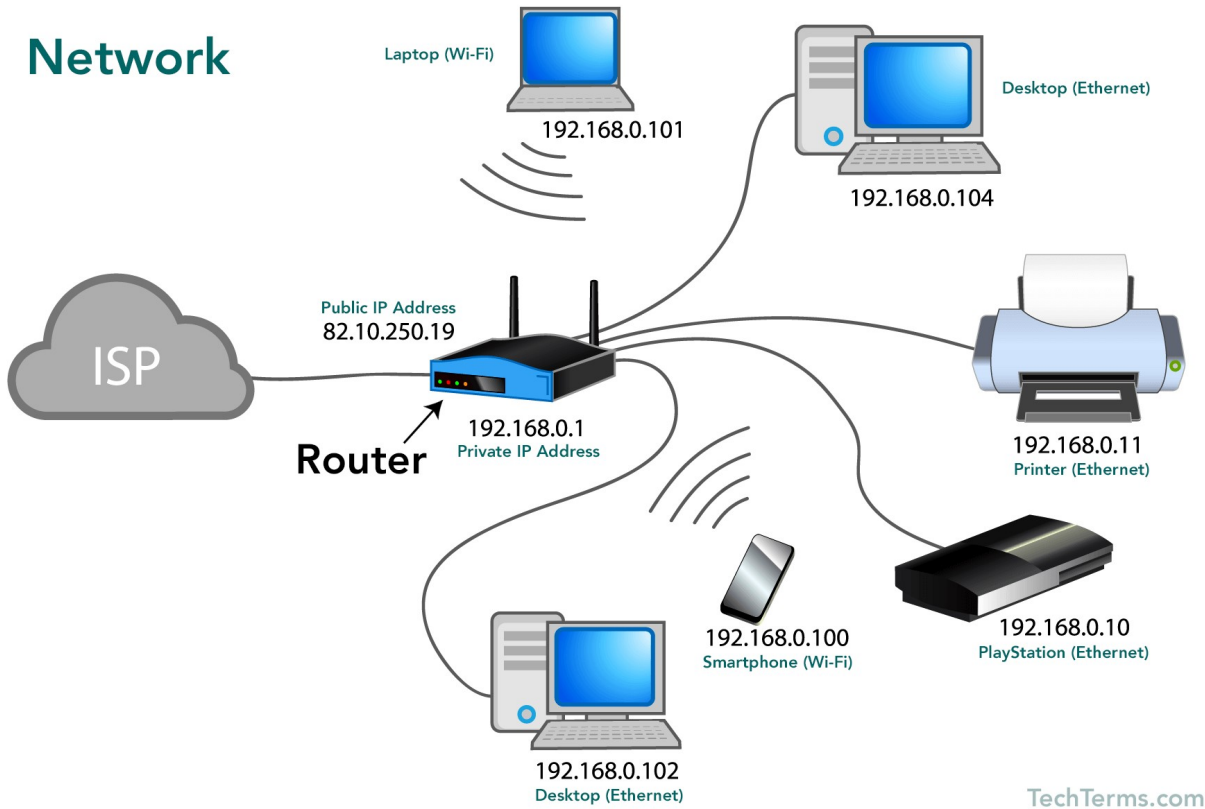 Network
Laptop (Wi-Fi)
192.168.0.101
Desktop (Ethernet)
192.168.0.104
ISP
Public IP Address
82.10.250.19
Router
192.168.0.1
Private IP Address
192.168.0.11
Printer (Ethernet)
192.168.0.10
PlayStation (Ethernet)
192.168.0.100
Smartphone (Wi-Fi)
192.168.0.102
Desktop (Ethernet)
TechTerms.com